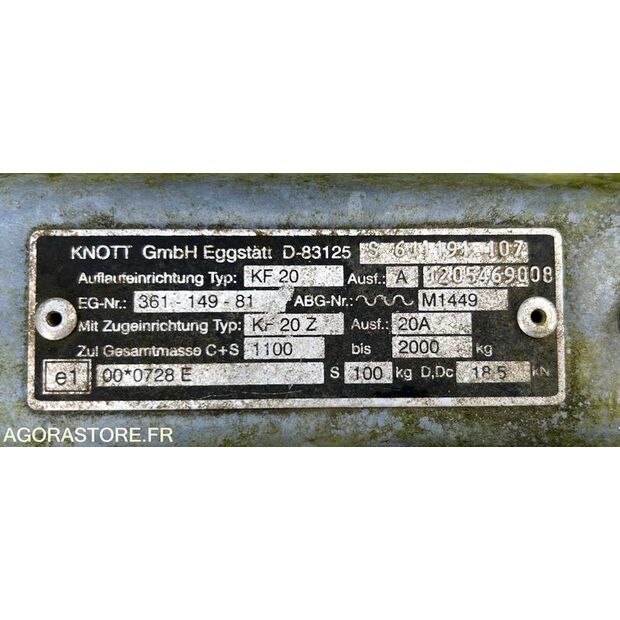 KNOTT GmbH Eggstätt D-83125
Auflaufeinrichtung Typ: KF 20 Ausf.: A 1205469008
EG-Nr.: 361 - 149 - 81 ABG-Nr.: M1449
Mit Zugeinrichtung Typ: KF 20 Z Ausf.: 20A
Zul Gesamtmasse C+S 1100 bis 2000 kg
e1 00*0728 E S 100 kg D,Dc 18.5 kN
AGORASTORE.FR